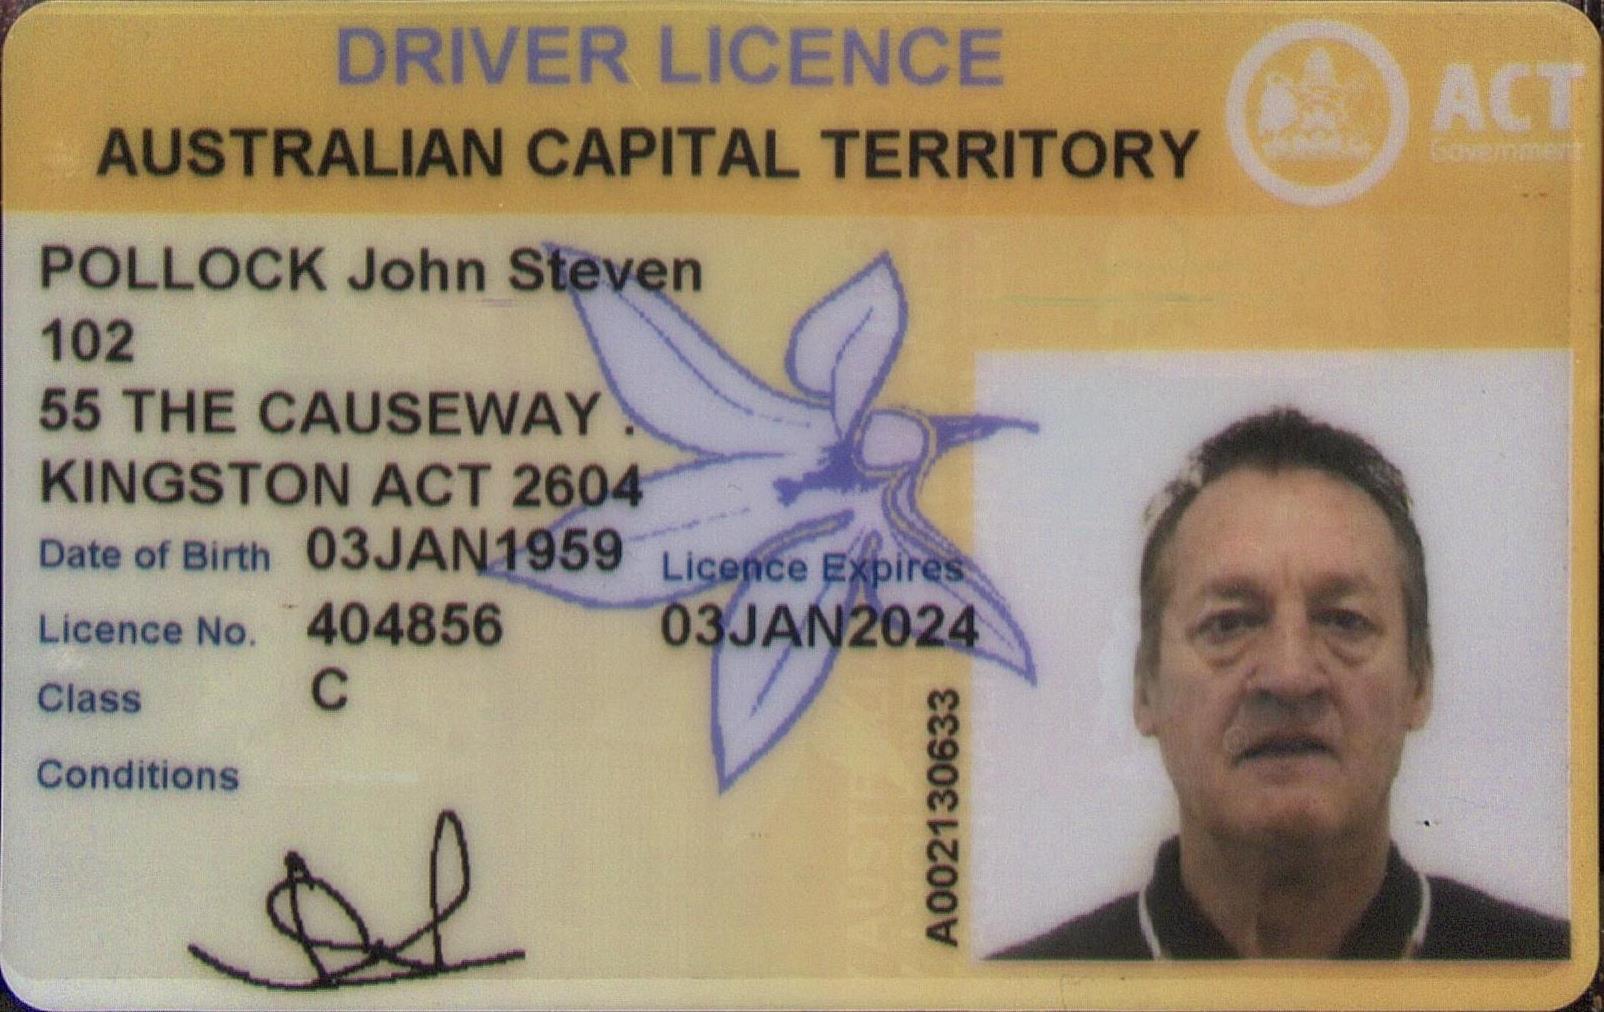 DRIVER LICENCE
AUSTRALIAN CAPITAL TERRITORY
ACT
Government
POLLOCK John Steven
102
55 THE CAUSEWAY .
KINGSTON ACT 2604
Date of Birth 03JAN1959
Licence Expires
Licence No. 404856
03JAN2024
Class C
Conditions
A002130633